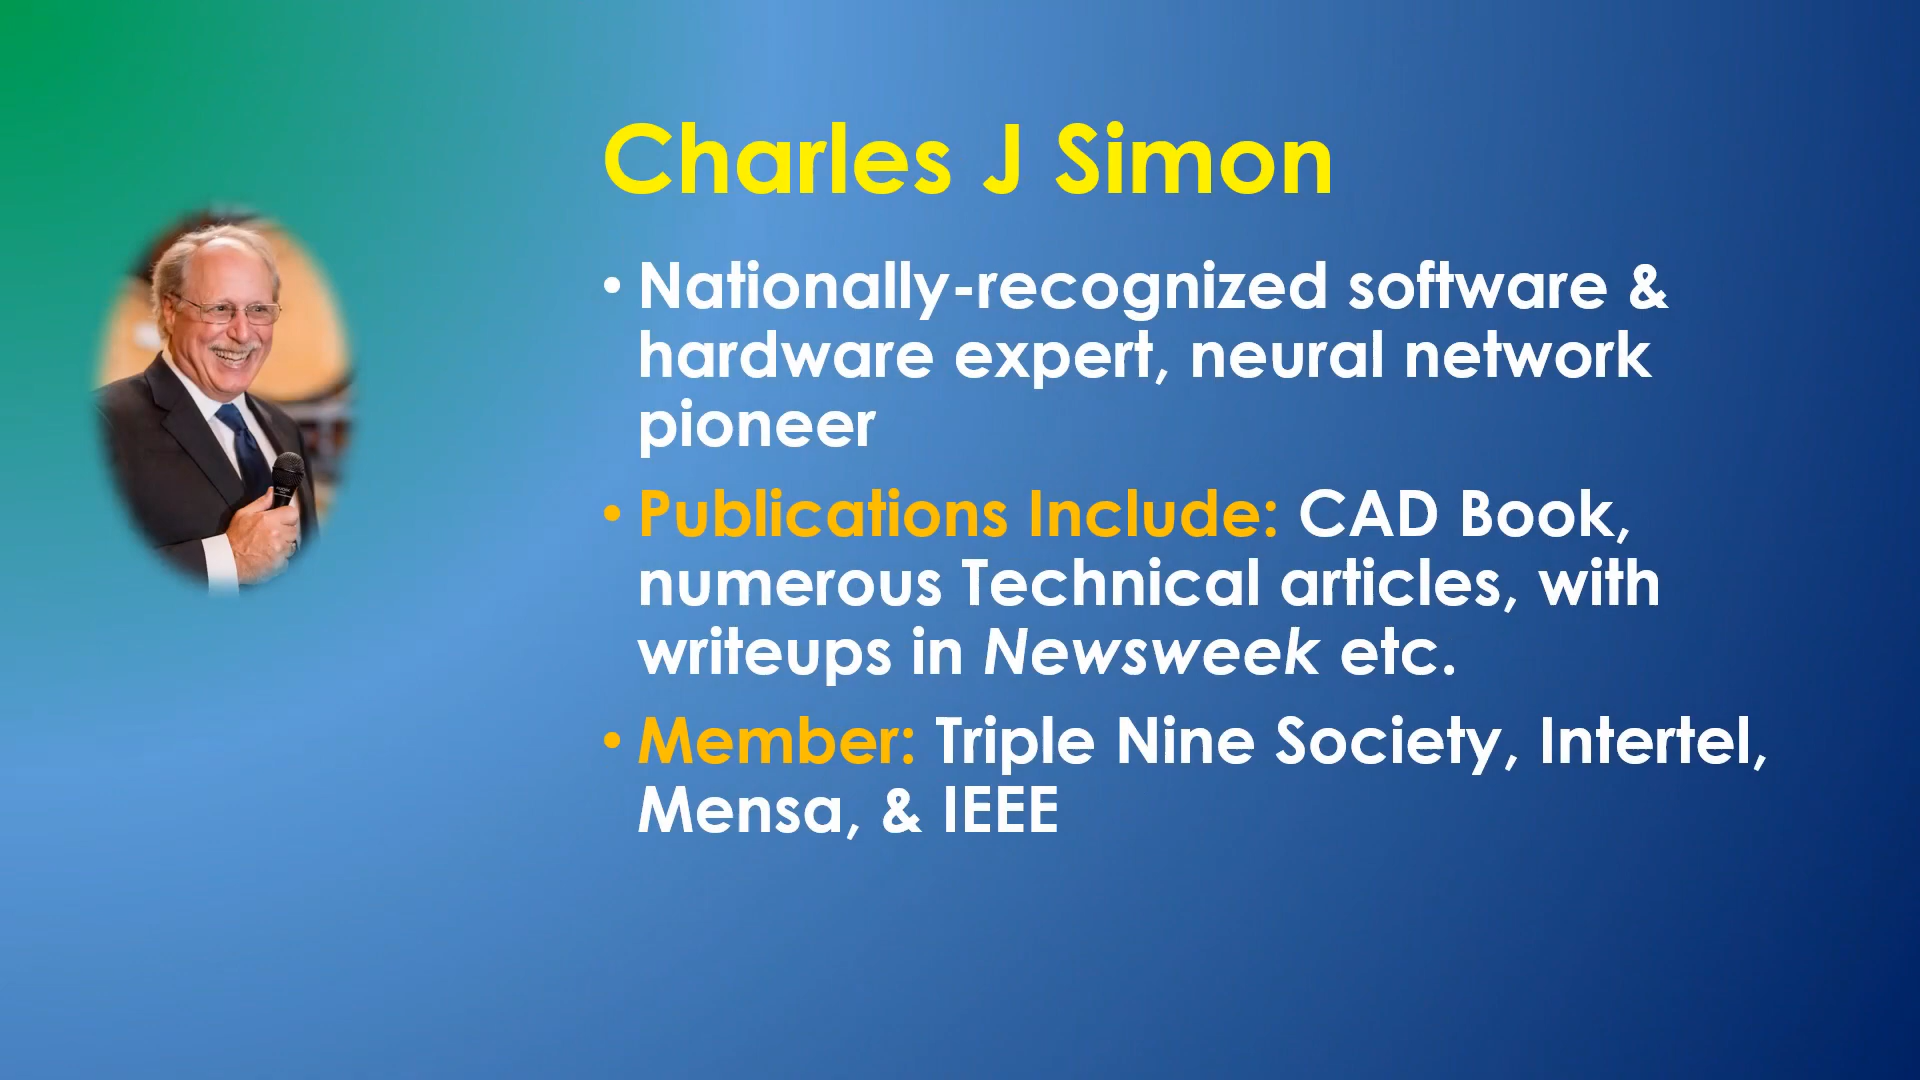 Charles J Simon
• Nationally-recognized software &
hardware expert, neural network
pioneer
• Publications Include: CAD Book,
numerous Technical articles, with
writeups in Newsweek etc.
• Member: Triple Nine Society, Intertel,
Mensa, & IEEE